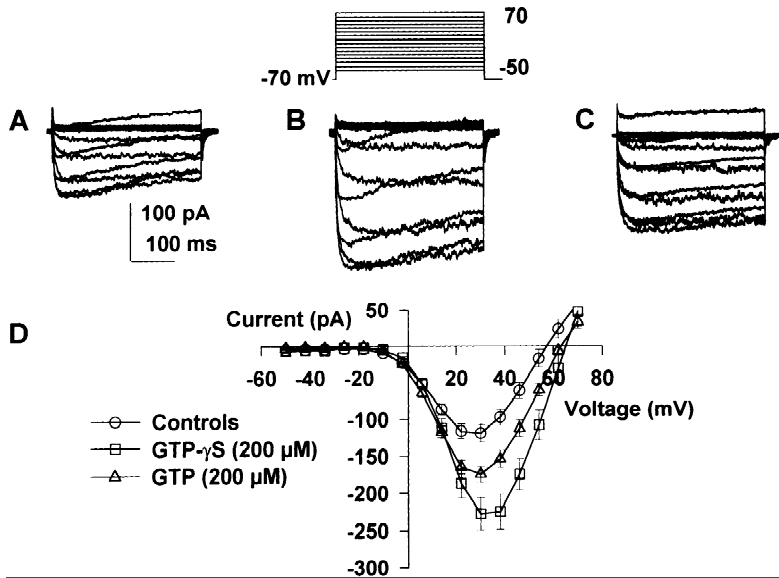 70
-50
-70 mV
A
B
C
100 pA
100 ms
D
Current (pA)
50
-60 -40 -20 20 40 60 80
Voltage (mV)
-100
-150
-200
-250
-300
Controls
GTP-γS (200 µM)
GTP (200 µM)